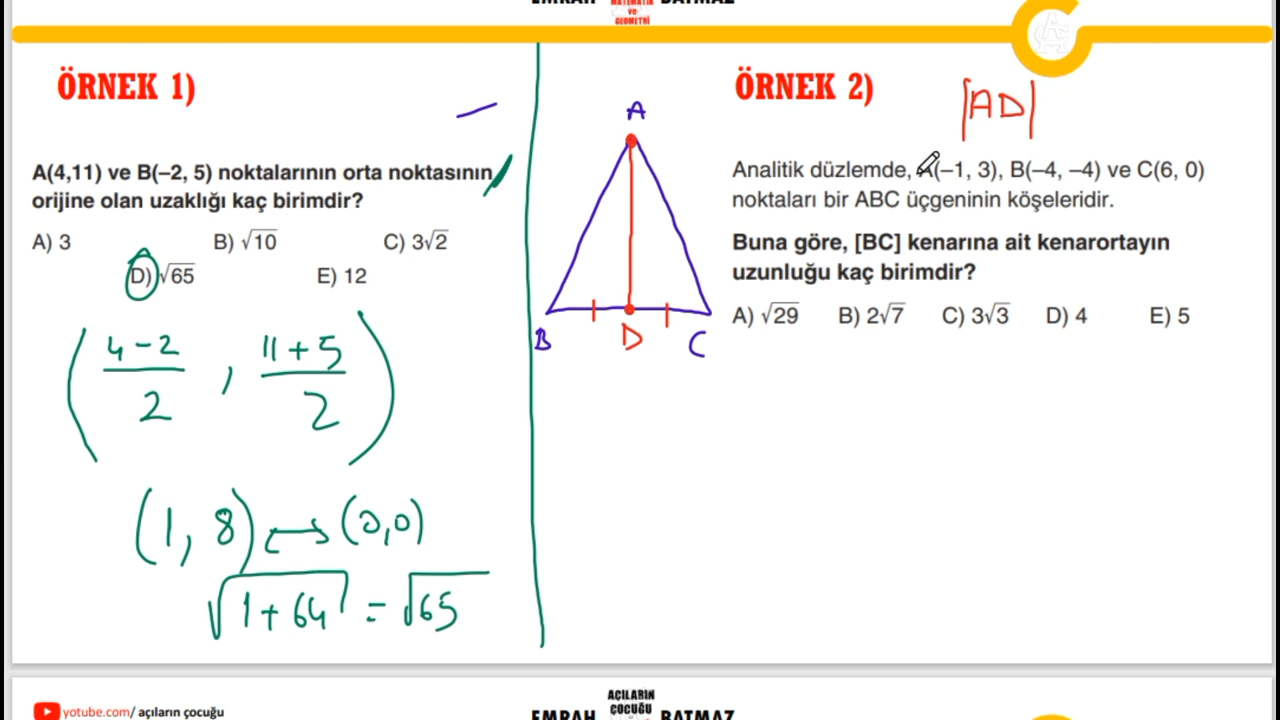 EMRAH MATEMATİK ve GEOMETRİ BATMAZ
ÖRNEK 1)
A(4,11) ve B(–2, 5) noktalarının orta noktasının
orijine olan uzaklığı kaç birimdir?
A) 3 B) √10 C) 3√2
D) √65 E) 12
(4-2/2, 11+5/2)
(1, 8) ↔ (0,0)
√1+64 = √65
A
B D C
ÖRNEK 2)
|AD|
Analitik düzlemde, A(–1, 3), B(–4, –4) ve C(6, 0)
noktaları bir ABC üçgeninin köşeleridir.
Buna göre, [BC] kenarına ait kenarortayın
uzunluğu kaç birimdir?
A) √29 B) 2√7 C) 3√3 D) 4 E) 5
yotube.com/ açıların çocuğu
AÇILARIN
ÇOCUĞU
EMRAH BATMAZ